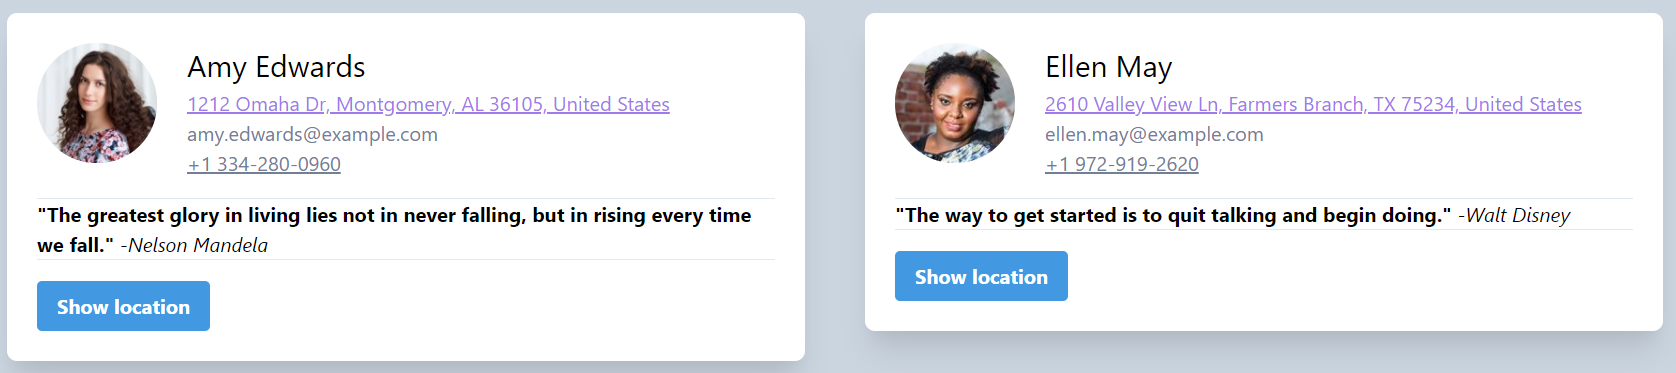 Amy Edwards
1212 Omaha Dr, Montgomery, AL 36105, United States
amy.edwards@example.com
+1 334-280-0960
"The greatest glory in living lies not in never falling, but in rising every time
we fall." -Nelson Mandela
Show location
Ellen May
2610 Valley View Ln, Farmers Branch, TX 75234, United States
ellen.may@example.com
+1 972-919-2620
"The way to get started is to quit talking and begin doing." -Walt Disney
Show location